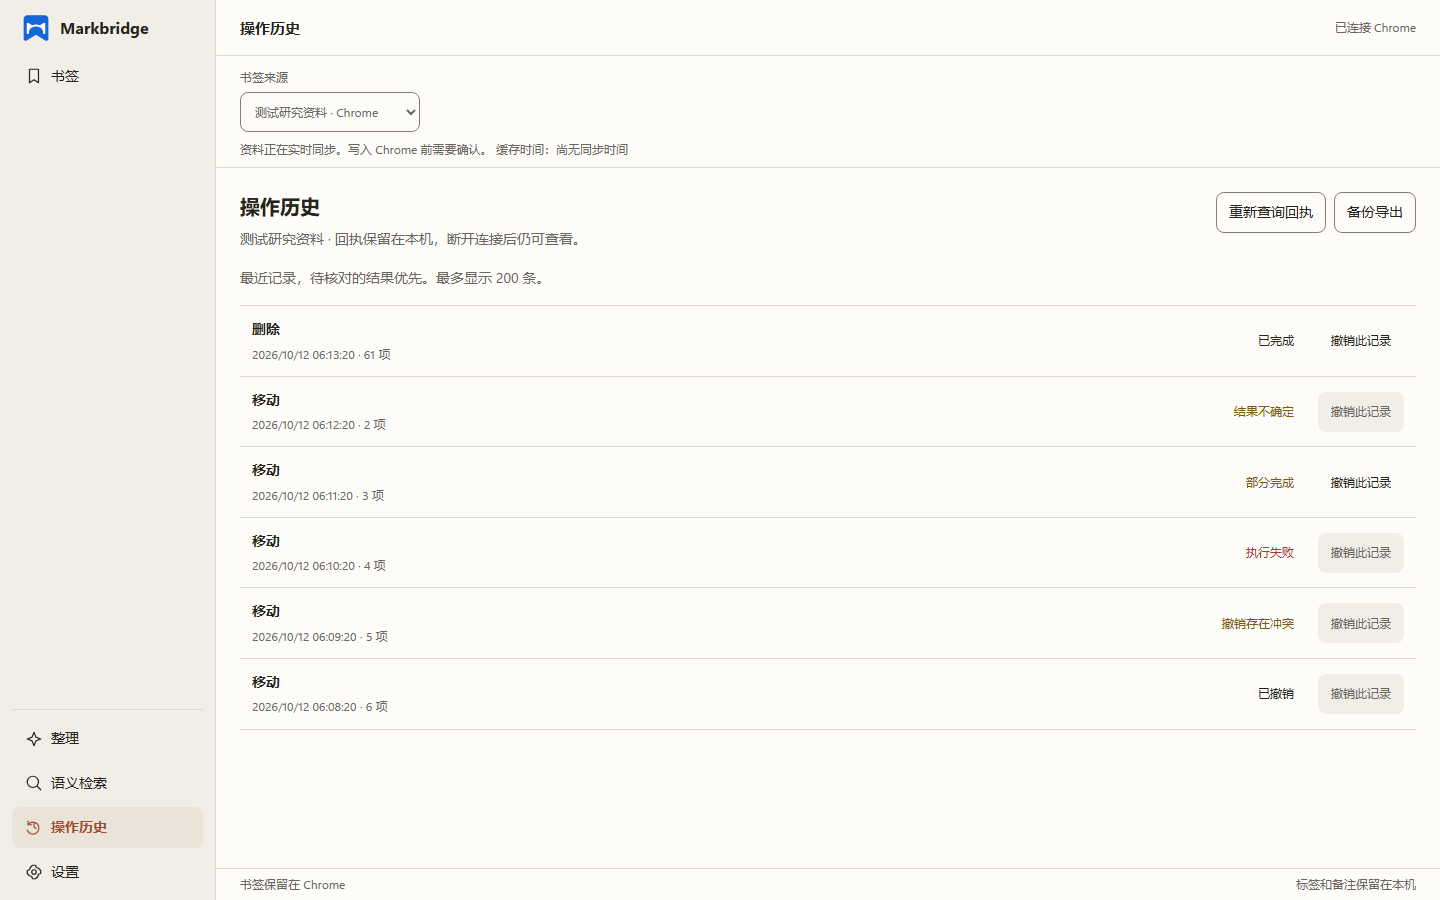 Markbridge
书签
整理
语义检索
操作历史
设置
操作历史
已连接 Chrome
书签来源
测试研究资料 · Chrome
资料正在实时同步。写入 Chrome 前需要确认。 缓存时间：尚无同步时间
操作历史
测试研究资料 · 回执保留在本机，断开连接后仍可查看。
重新查询回执
备份导出
最近记录，待核对的结果优先。最多显示 200 条。
删除
2026/10/12 06:13:20 · 61 项
已完成
撤销此记录
移动
2026/10/12 06:12:20 · 2 项
结果不确定
撤销此记录
移动
2026/10/12 06:11:20 · 3 项
部分完成
撤销此记录
移动
2026/10/12 06:10:20 · 4 项
执行失败
撤销此记录
移动
2026/10/12 06:09:20 · 5 项
撤销存在冲突
撤销此记录
移动
2026/10/12 06:08:20 · 6 项
已撤销
撤销此记录
书签保留在 Chrome
标签和备注保留在本机